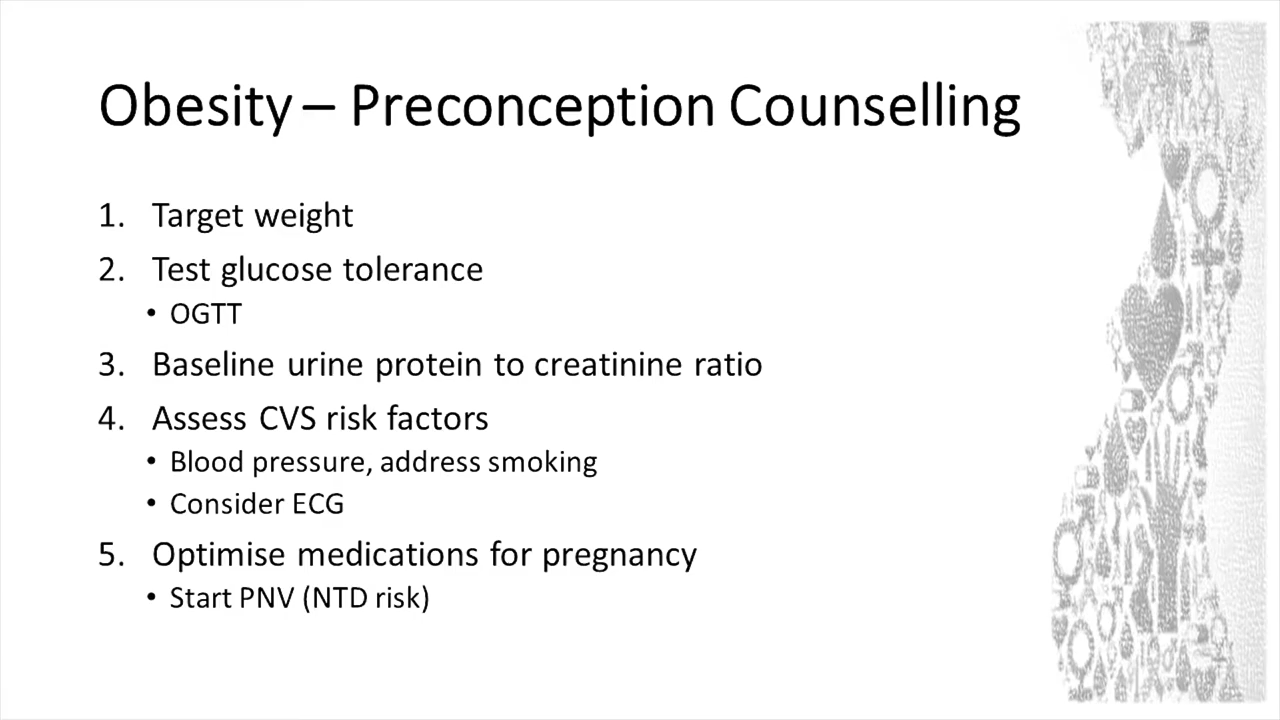 Obesity – Preconception Counselling
1. Target weight
2. Test glucose tolerance
• OGTT
3. Baseline urine protein to creatinine ratio
4. Assess CVS risk factors
• Blood pressure, address smoking
• Consider ECG
5. Optimise medications for pregnancy
• Start PNV (NTD risk)